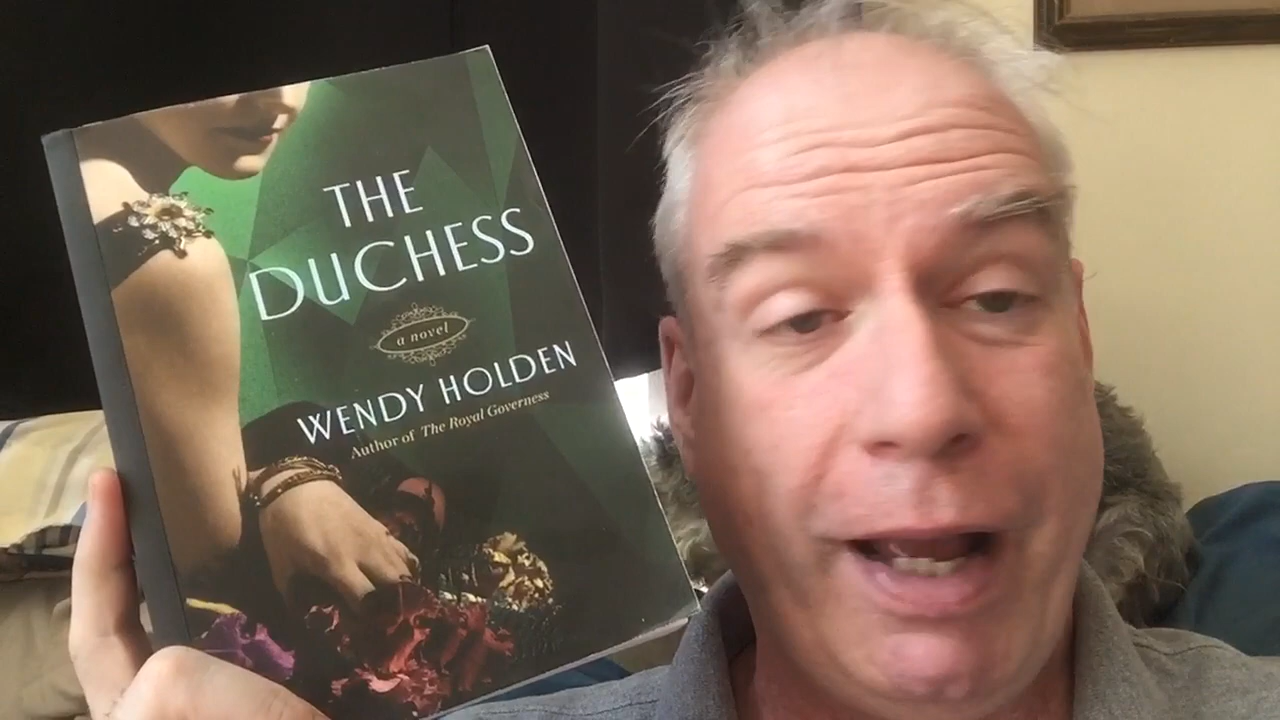 THE
DUCHESS
a novel
WENDY HOLDEN
Author of The Royal Governess